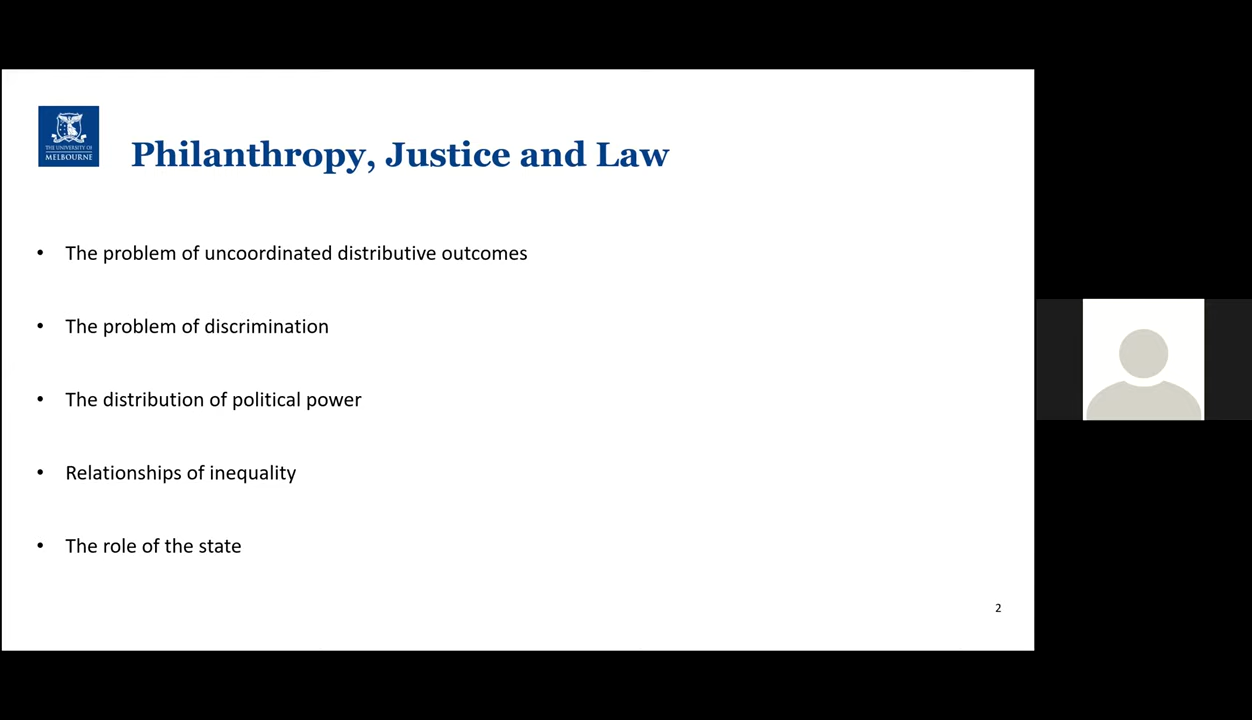 THE UNIVERSITY OF
MELBOURNE
Philanthropy, Justice and Law
• The problem of uncoordinated distributive outcomes
• The problem of discrimination
• The distribution of political power
• Relationships of inequality
• The role of the state
2